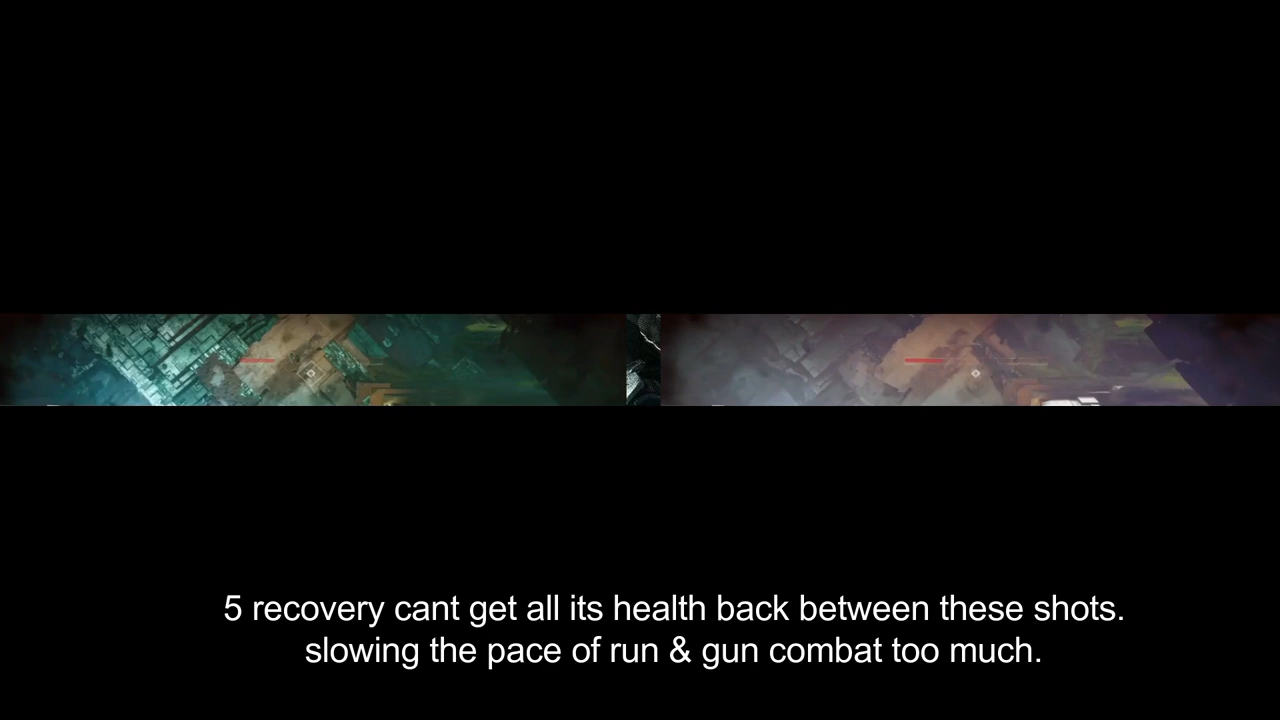 5 recovery cant get all its health back between these shots.
slowing the pace of run & gun combat too much.